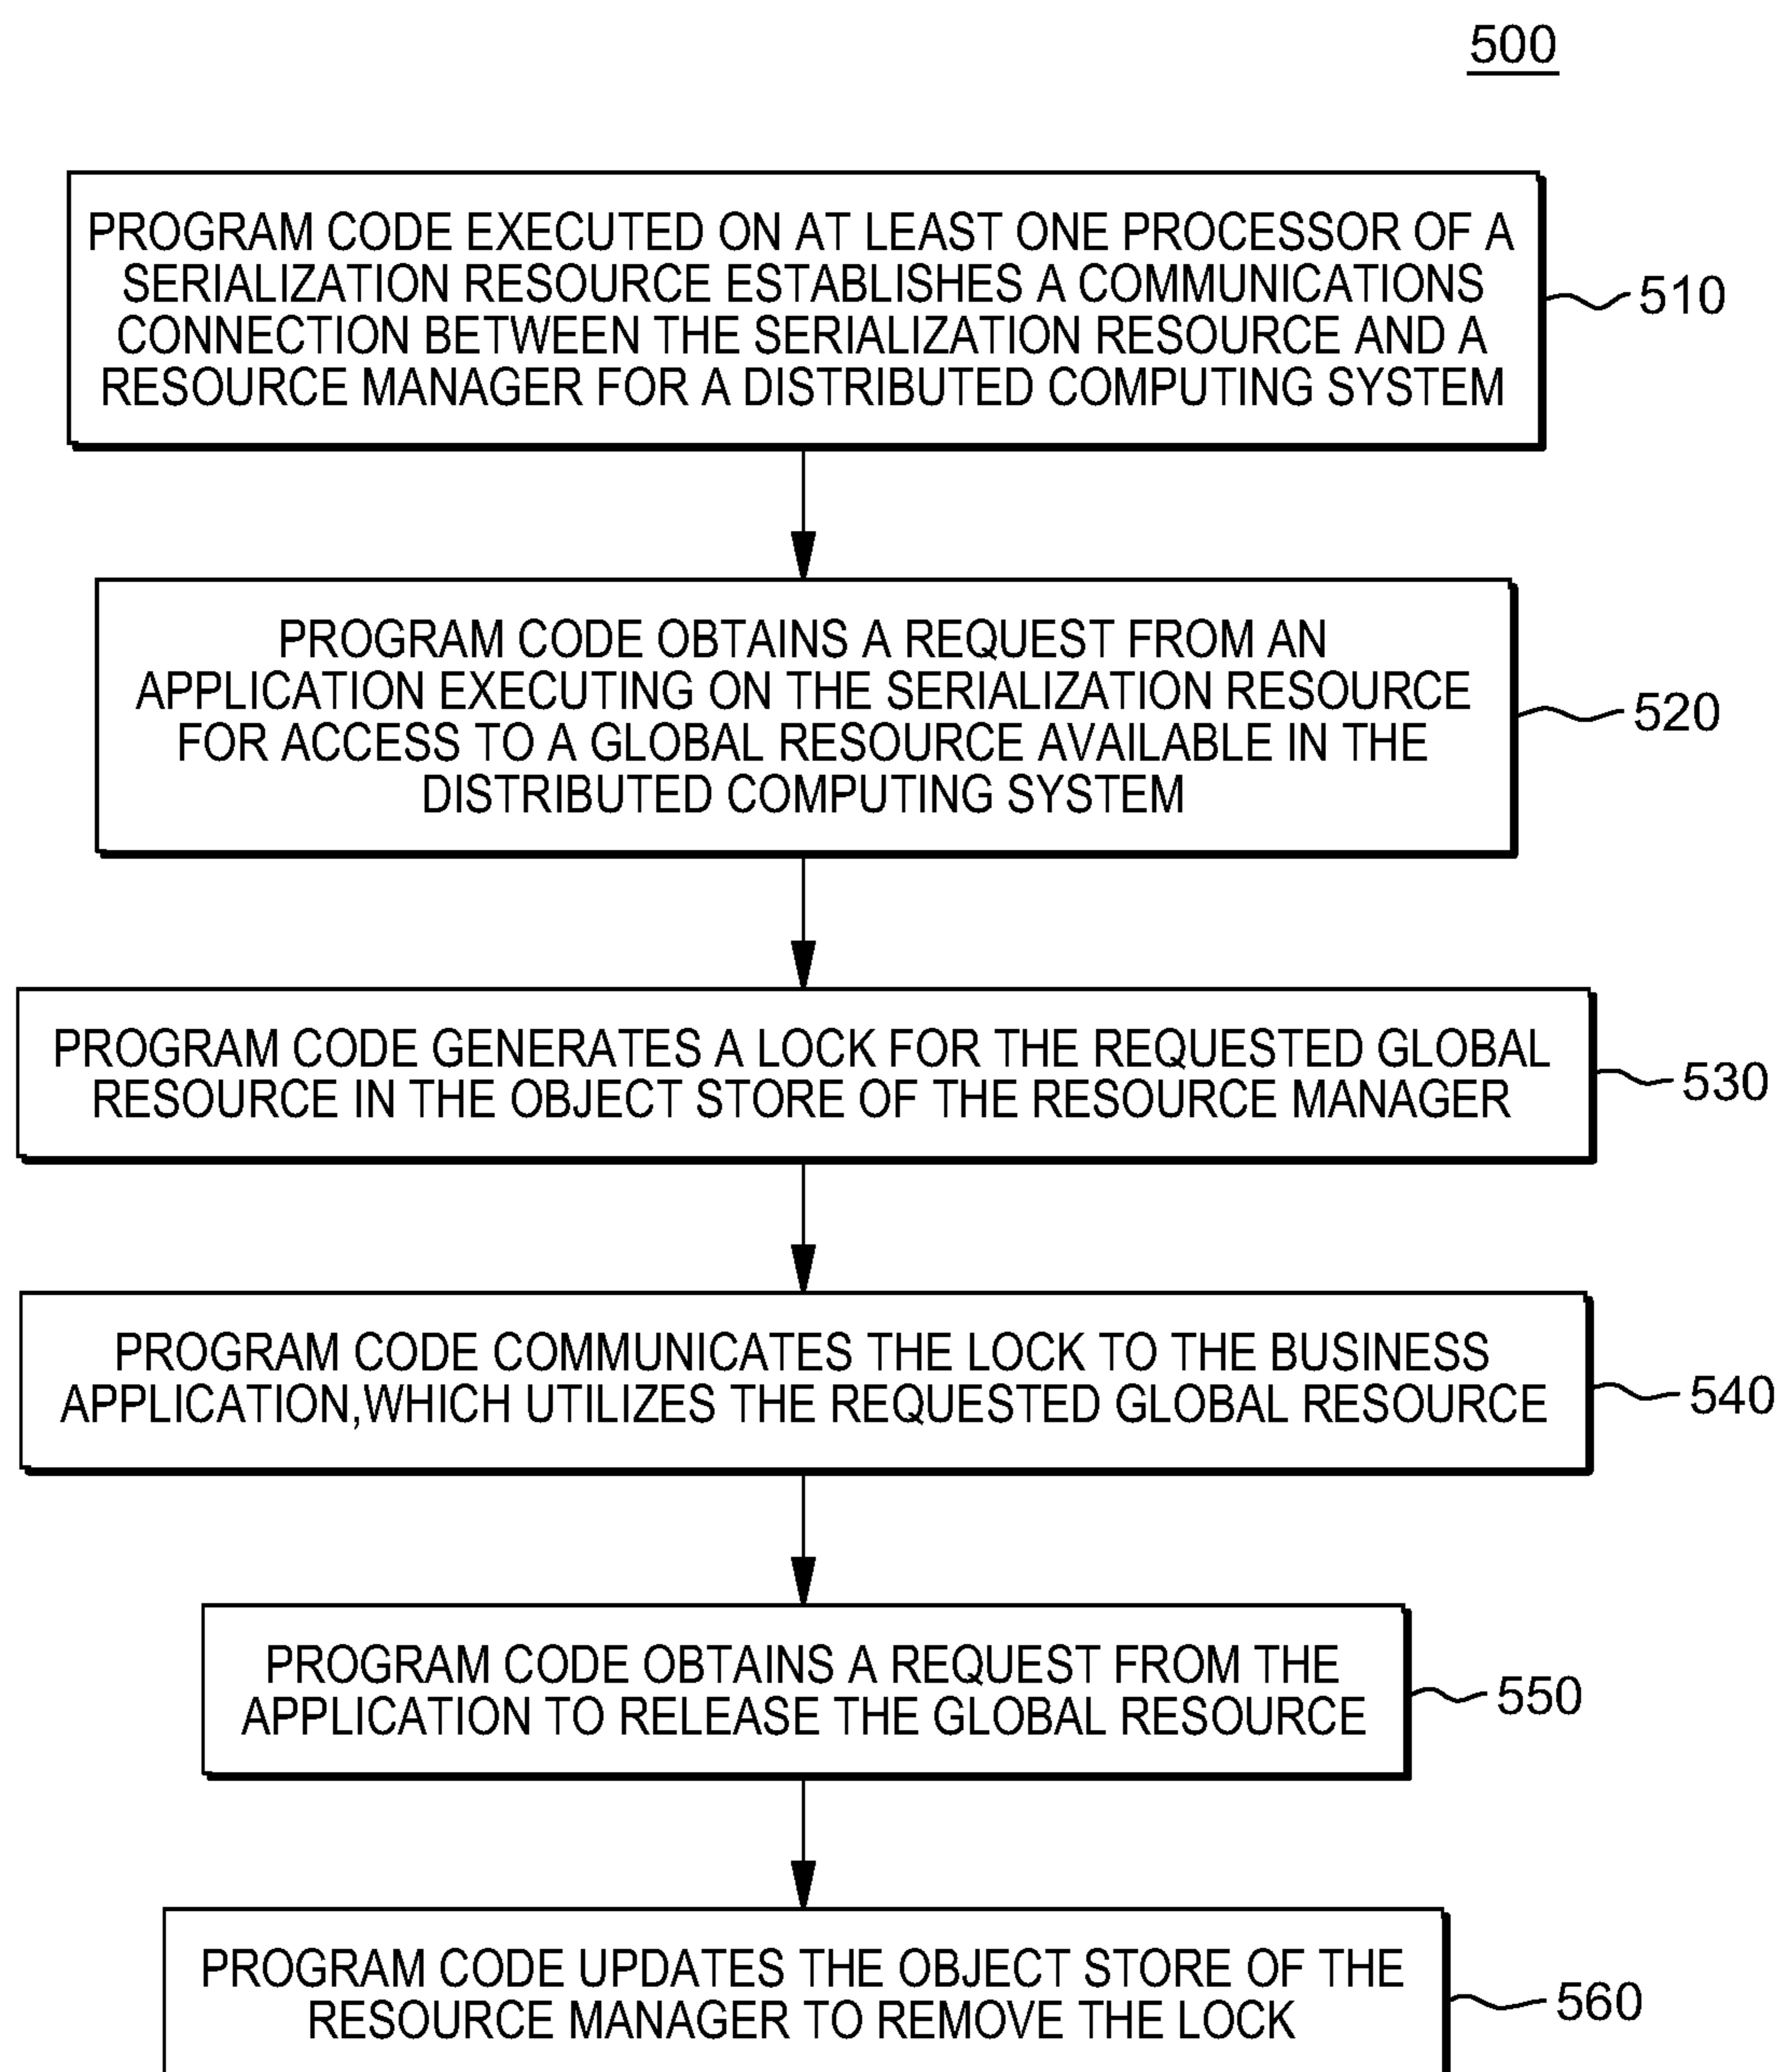 500
PROGRAM CODE EXECUTED ON AT LEAST ONE PROCESSOR OF A
SERIALIZATION RESOURCE ESTABLISHES A COMMUNICATIONS
CONNECTION BETWEEN THE SERIALIZATION RESOURCE AND A
RESOURCE MANAGER FOR A DISTRIBUTED COMPUTING SYSTEM
510
PROGRAM CODE OBTAINS A REQUEST FROM AN
APPLICATION EXECUTING ON THE SERIALIZATION RESOURCE
FOR ACCESS TO A GLOBAL RESOURCE AVAILABLE IN THE
DISTRIBUTED COMPUTING SYSTEM
520
PROGRAM CODE GENERATES A LOCK FOR THE REQUESTED GLOBAL
RESOURCE IN THE OBJECT STORE OF THE RESOURCE MANAGER
530
PROGRAM CODE COMMUNICATES THE LOCK TO THE BUSINESS
APPLICATION,WHICH UTILIZES THE REQUESTED GLOBAL RESOURCE
540
PROGRAM CODE OBTAINS A REQUEST FROM THE
APPLICATION TO RELEASE THE GLOBAL RESOURCE
550
PROGRAM CODE UPDATES THE OBJECT STORE OF THE
RESOURCE MANAGER TO REMOVE THE LOCK
560